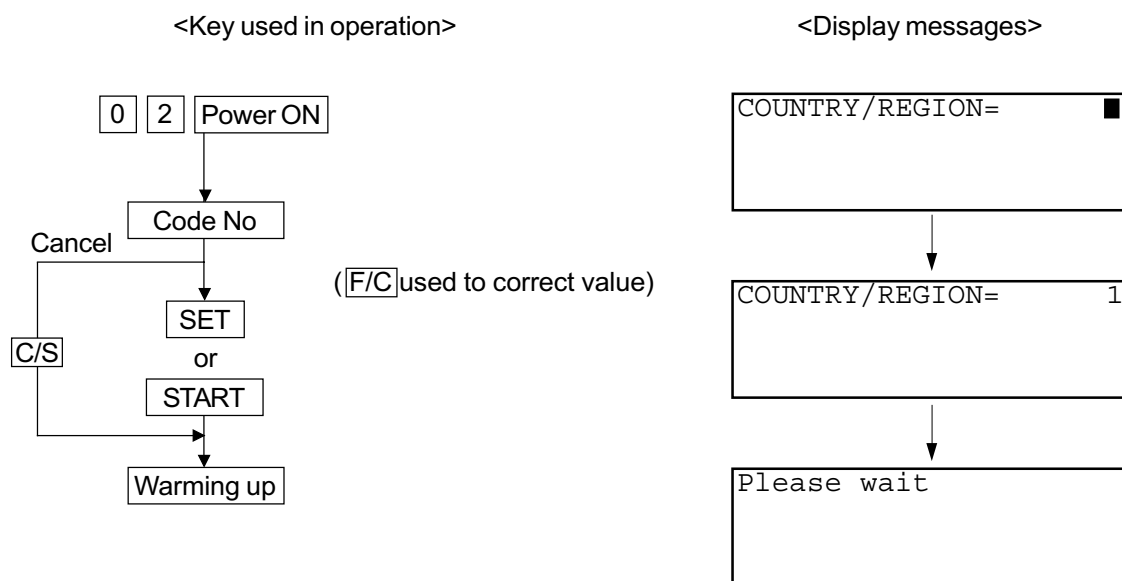 <Key used in operation>
<Display messages>
0 2 Power ON
COUNTRY/REGION=
Code No
Cancel
(F/C used to correct value)
COUNTRY/REGION= 1
SET
C/S
or
START
Warming up
Please wait